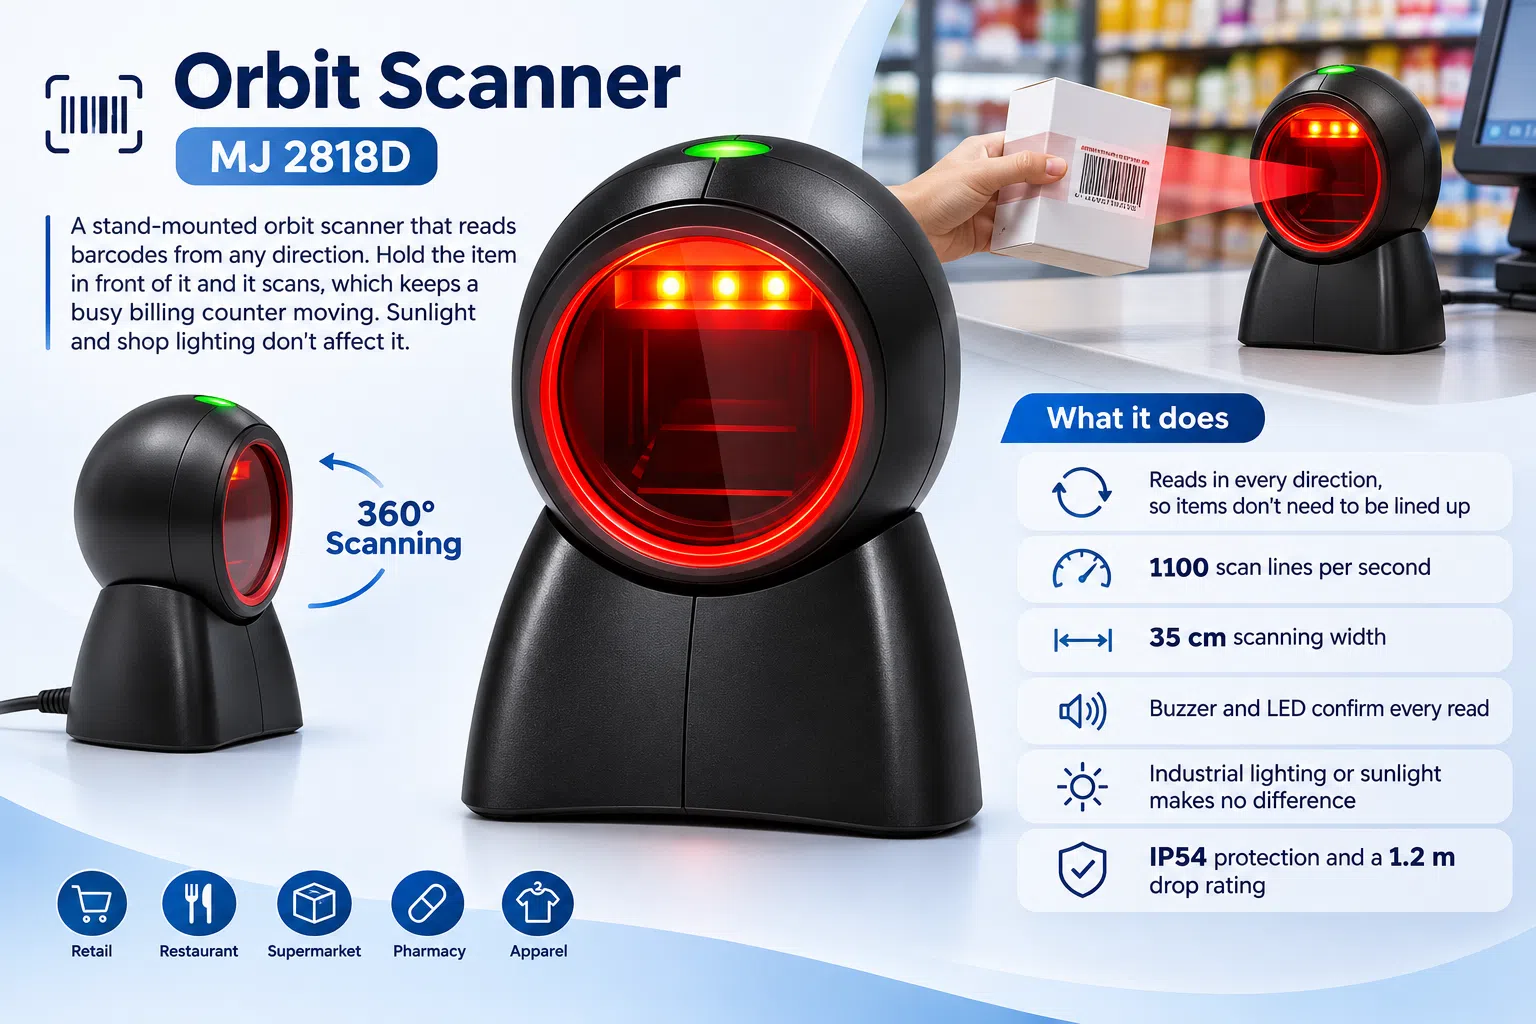 Orbit Scanner
MJ 2818D
A stand-mounted orbit scanner that reads
barcodes from any direction. Hold the item
in front of it and it scans, which keeps a
busy billing counter moving. Sunlight
and shop lighting don't affect it.
360°
Scanning
What it does
Reads in every direction,
so items don't need to be lined up
1100 scan lines per second
35 cm scanning width
Buzzer and LED confirm every read
Industrial lighting or sunlight
makes no difference
IP54 protection and a 1.2 m
drop rating
2
Retail
Restaurant
Supermarket
Pharmacy
Apparel